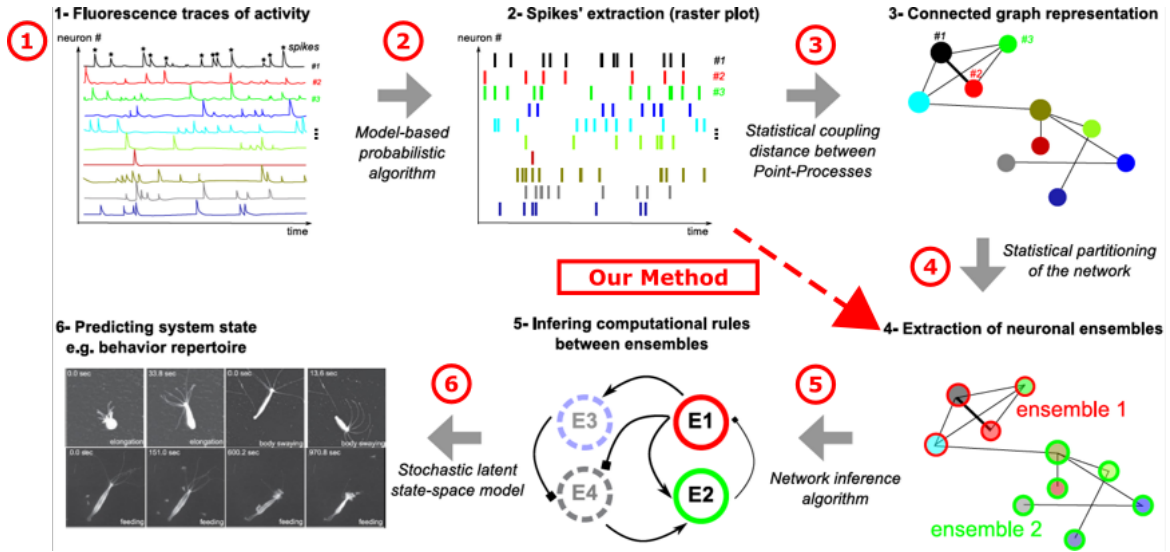 1- Fluorescence traces of activity
neuron #
spikes
#1
#2
#3
...
time
1
2
Model-based
probabilistic
algorithm
2- Spikes' extraction (raster plot)
neuron #
#1
#2
#3
...
time
3
Statistical coupling
distance between
Point-Processes
3- Connected graph representation
#1
#3
#2
4
Statistical partitioning
of the network
Our Method
4- Extraction of neuronal ensembles
ensemble 1
ensemble 2
5
Network inference
algorithm
5- Infering computational rules
between ensembles
E3
E1
E4
E2
6
Stochastic latent
state-space model
6- Predicting system state
e.g. behavior repertoire
0.0 sec
33.8 sec
0.0 sec
13.6 sec
elongation
elongation
body swaying
body swaying
0.0 sec
151.0 sec
600.2 sec
970.8 sec
feeding
feeding
feeding
feeding